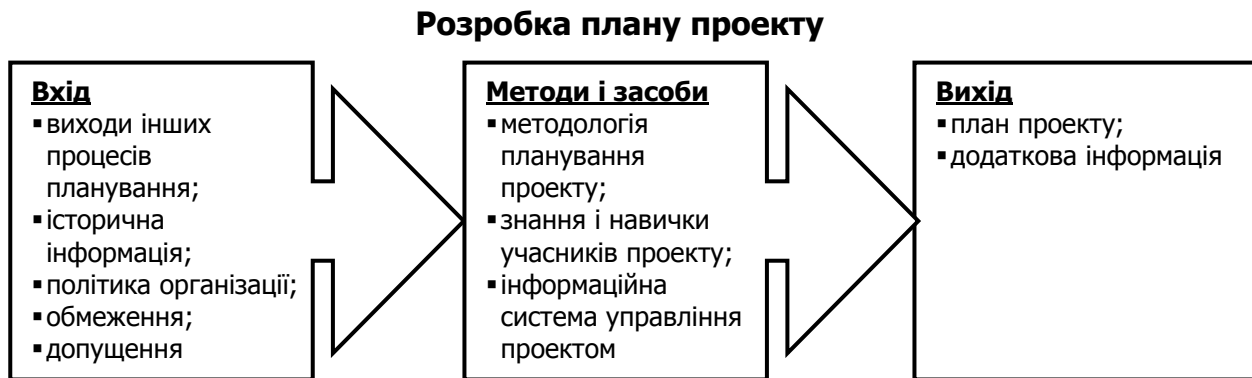 Розробка плану проекту
Вхід
▪виходи інших
процесів
планування;
▪історична
інформація;
▪політика організації;
▪обмеження;
▪допущення
Методи і засоби
▪методологія
планування
проекту;
▪знання і навички
учасників проекту;
▪інформаційна
система управління
проектом
Вихід
▪план проекту;
▪додаткова інформація